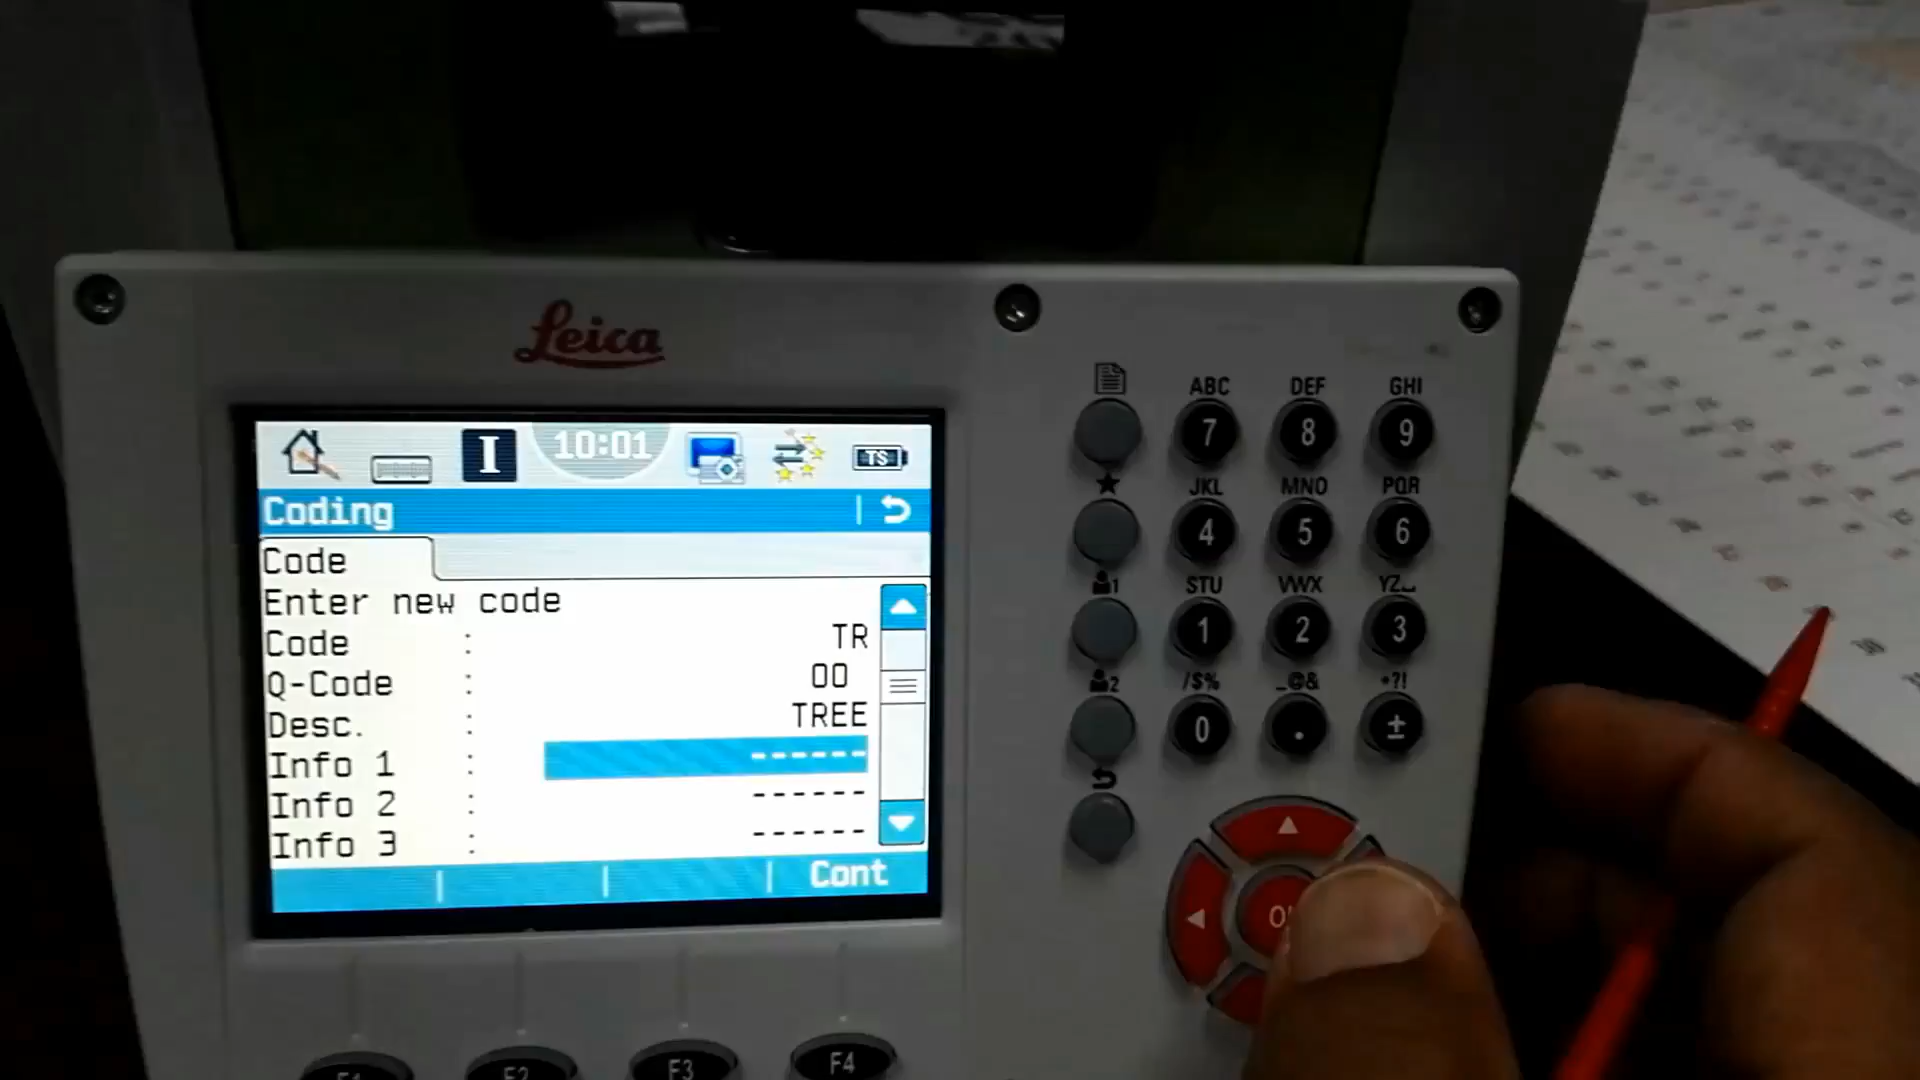 Leica
I 10:01 TS
Coding
Code
Enter new code
Code : TR
Q-Code : 00
Desc. : TREE
Info 1 : ------
Info 2 : ------
Info 3 : ------
Cont
ABC DEF GHI
7 8 9
JKL MNO PQR
4 5 6
1 STU VWX YZ
1 2 3
2 /$% _@& *?!
0 . ±
F1 F2 F3 F4